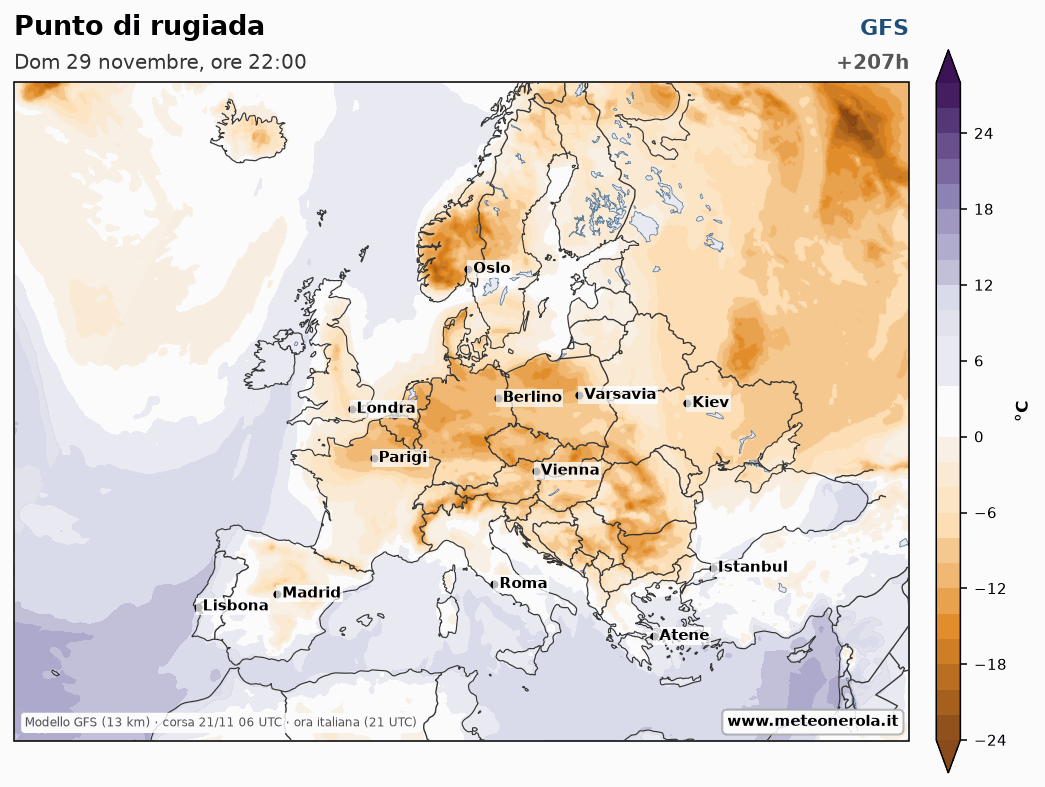 Punto di rugiada
GFS
Dom 29 novembre, ore 22:00
+207h
24
18
12
6
0
−6
−12
−18
−24
°C
Oslo
Londra
Berlino
Varsavia
Kiev
Parigi
Vienna
Istanbul
Roma
Madrid
Lisbona
Atene
Modello GFS (13 km) · corsa 21/11 06 UTC · ora italiana (21 UTC)
www.meteonerola.it